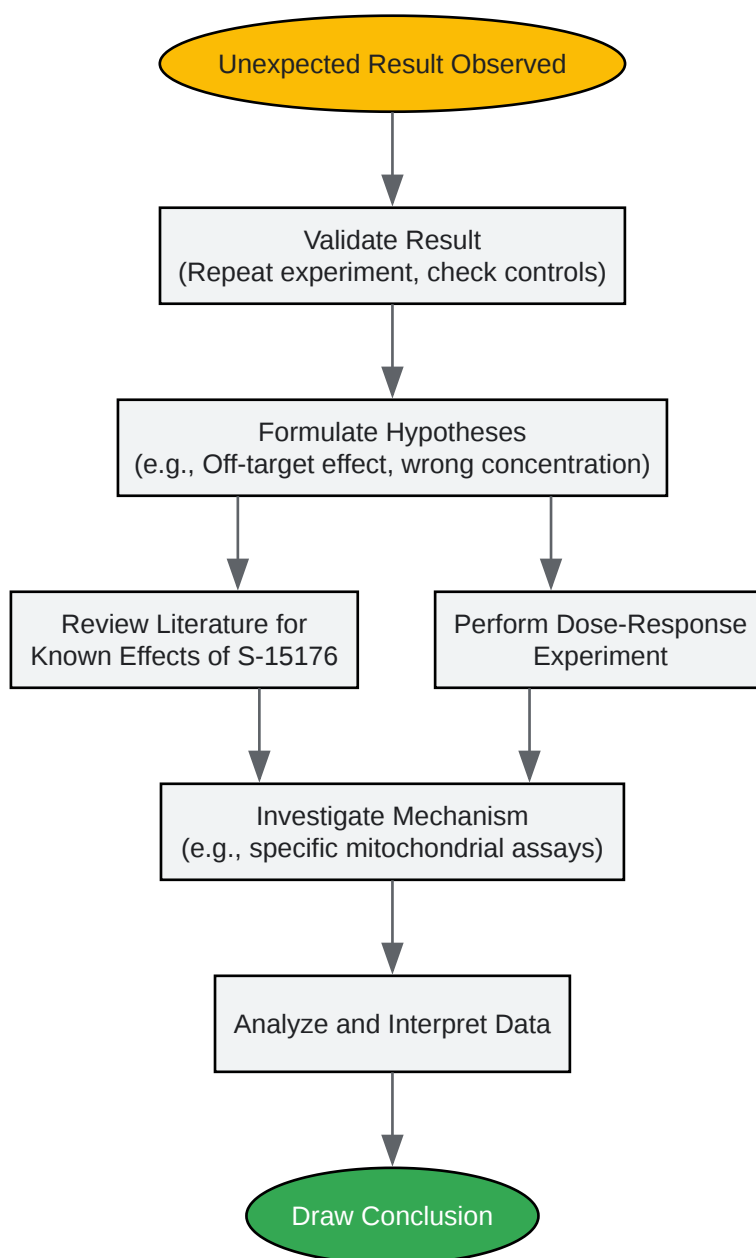 Unexpected Result Observed
Validate Result
(Repeat experiment, check controls)
Formulate Hypotheses
(e.g., Off-target effect, wrong concentration)
Review Literature for
Known Effects of S-15176
Perform Dose-Response
Experiment
Investigate Mechanism
(e.g., specific mitochondrial assays)
Analyze and Interpret Data
Draw Conclusion